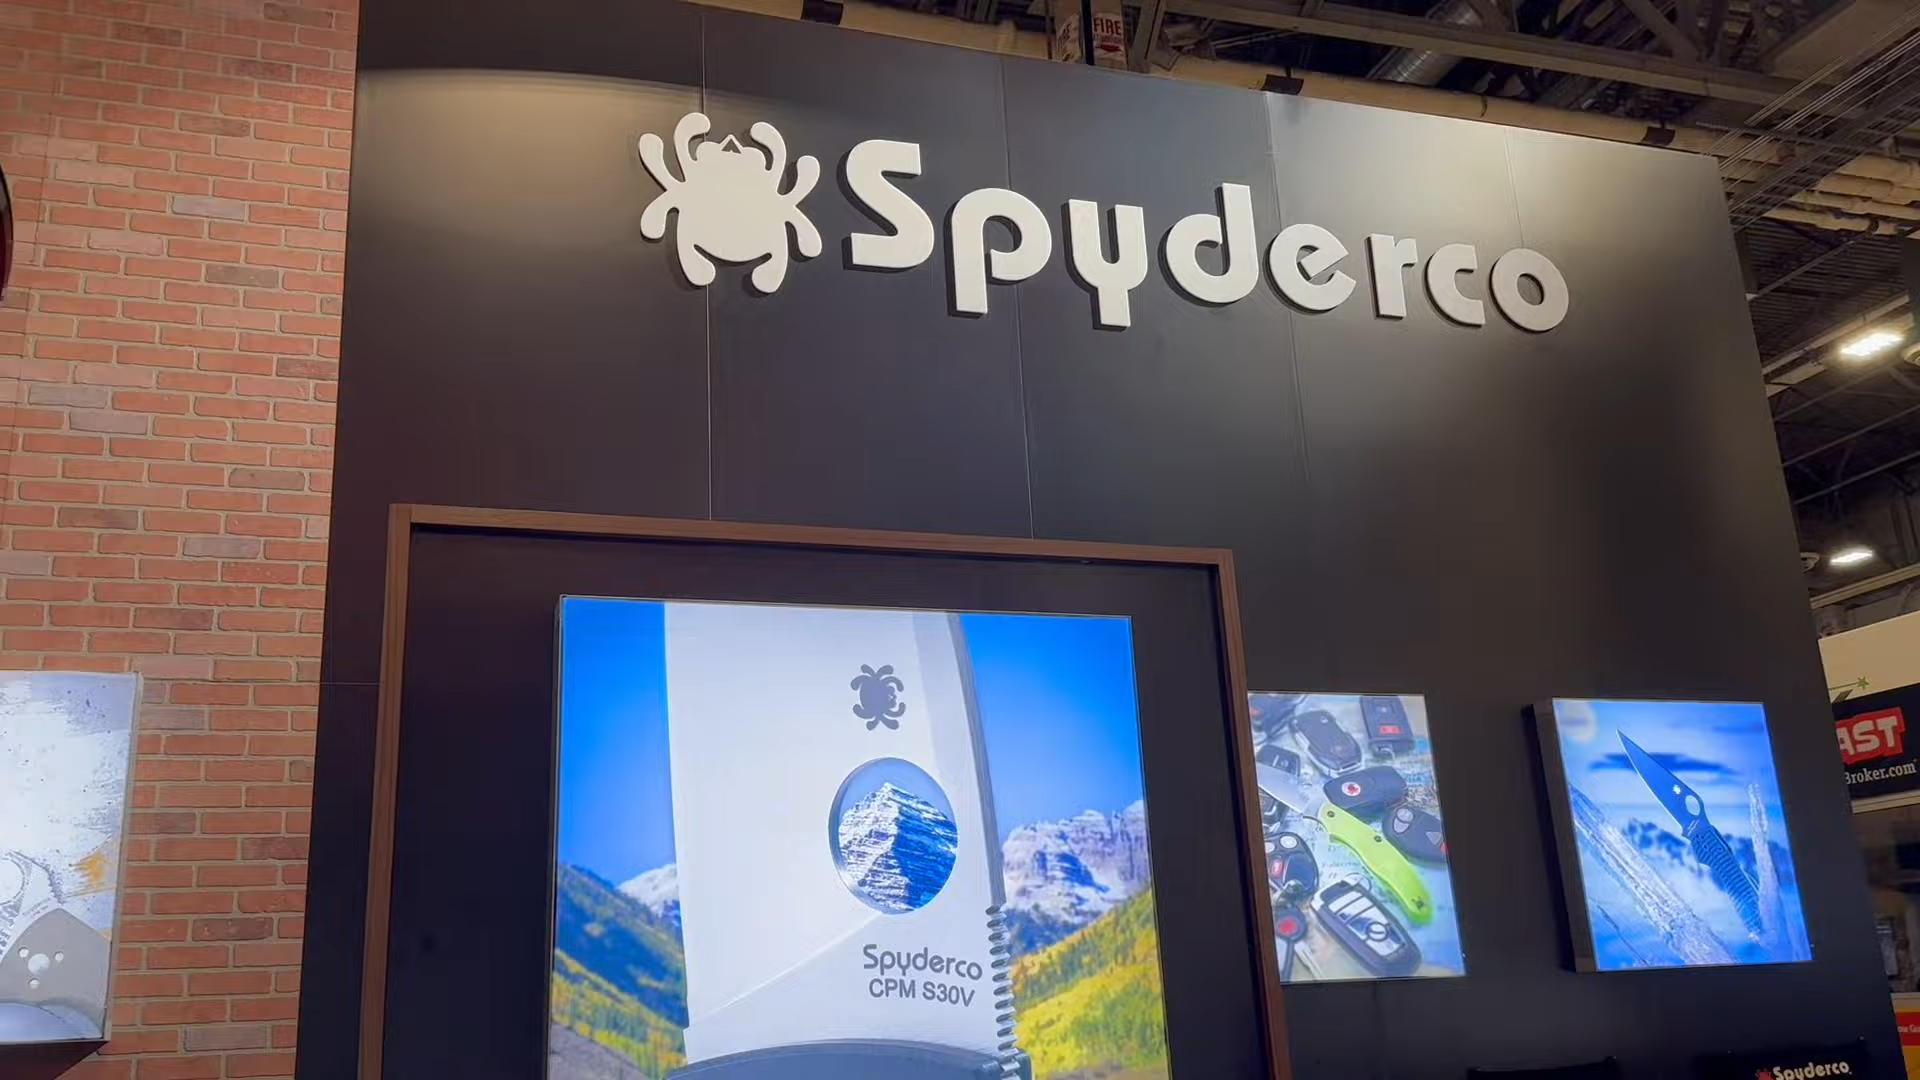 FIRE
Spyderco
Spyderco
CPM S30V
AST
Broker.com
Spyderco